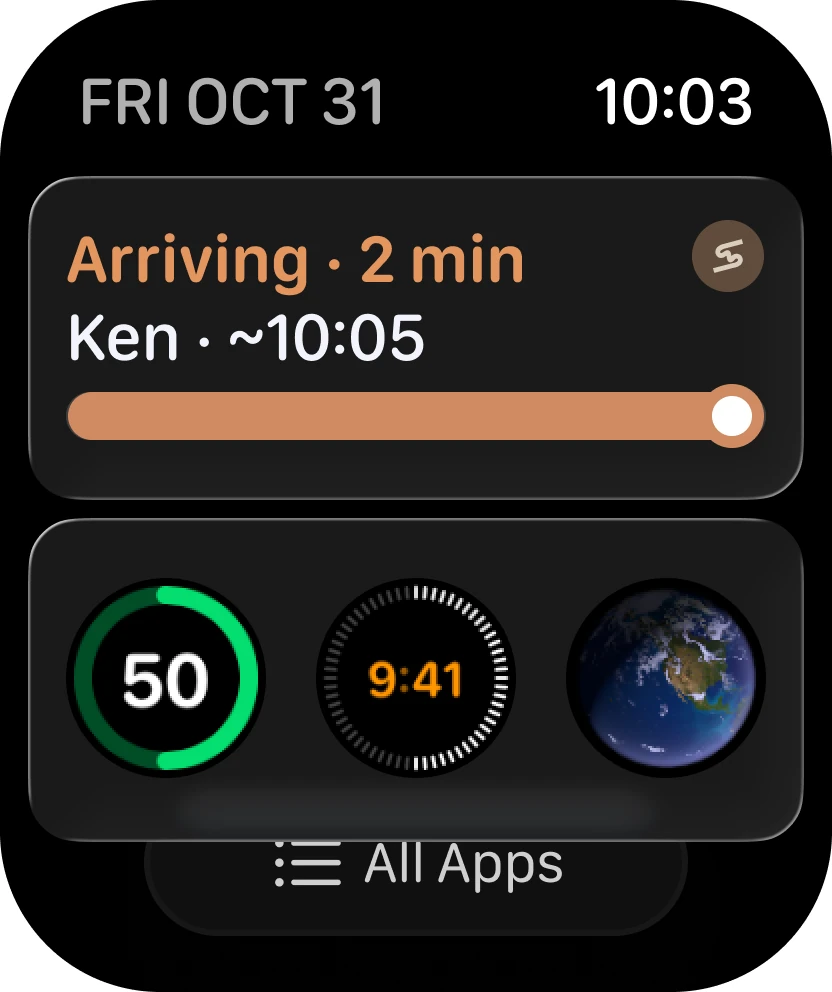 FRI OCT 31 10:03
Arriving · 2 min
Ken · ~10:05
50 9:41
All Apps